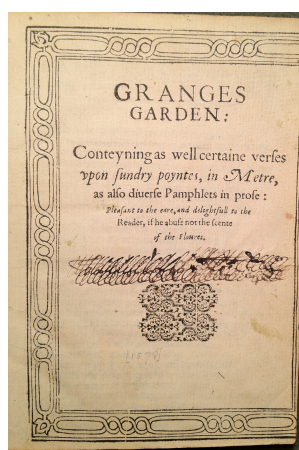 GRANGES
GARDEN:
Conteyning as well certaine verses
vpon sundry poyntes, in Metre,
as also diuerse Pamphlets in prose:
Pleasant to the eare, and delightfull to the
Reader, if he abuse not the scente
of the Floures.